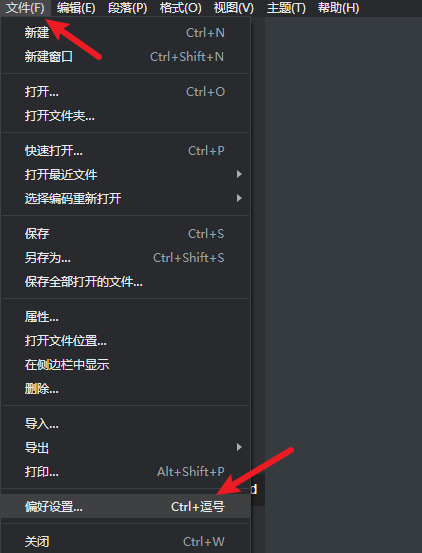 文件(F) 编辑(E) 段落(P) 格式(O) 视图(V) 主题(T) 帮助(H)
新建 Ctrl+N
新建窗口 Ctrl+Shift+N
打开... Ctrl+O
打开文件夹...
快速打开... Ctrl+P
打开最近文件
选择编码重新打开
保存 Ctrl+S
另存为... Ctrl+Shift+S
保存全部打开的文件...
属性...
打开文件位置...
在侧边栏中显示
删除...
导入...
导出
打印... Alt+Shift+P
偏好设置... Ctrl+逗号
关闭 Ctrl+W